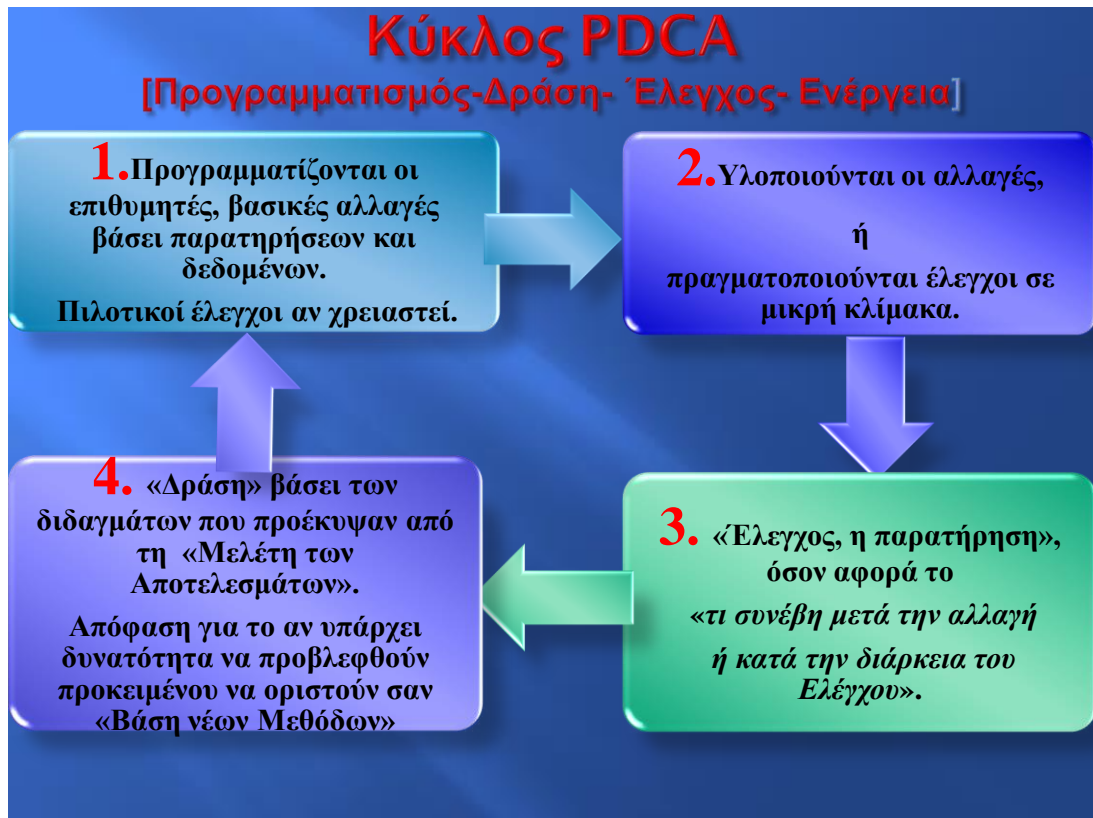 Κύκλος PDCA
[Προγραμματισμός-Δράση- Έλεγχος- Ενέργεια]
1.Προγραμματίζονται οι
επιθυμητές, βασικές αλλαγές
βάσει παρατηρήσεων και
δεδομένων.
Πιλοτικοί έλεγχοι αν χρειαστεί.
2.Υλοποιούνται οι αλλαγές,
ή
πραγματοποιούνται έλεγχοι σε
μικρή κλίμακα.
3. «Έλεγχος, η παρατήρηση»,
όσον αφορά το
«τι συνέβη μετά την αλλαγή
ή κατά την διάρκεια του
Ελέγχου».
4. «Δράση» βάσει των
διδαγμάτων που προέκυψαν από
τη «Μελέτη των
Αποτελεσμάτων».
Απόφαση για το αν υπάρχει
δυνατότητα να προβλεφθούν
προκειμένου να οριστούν σαν
«Βάση νέων Μεθόδων»